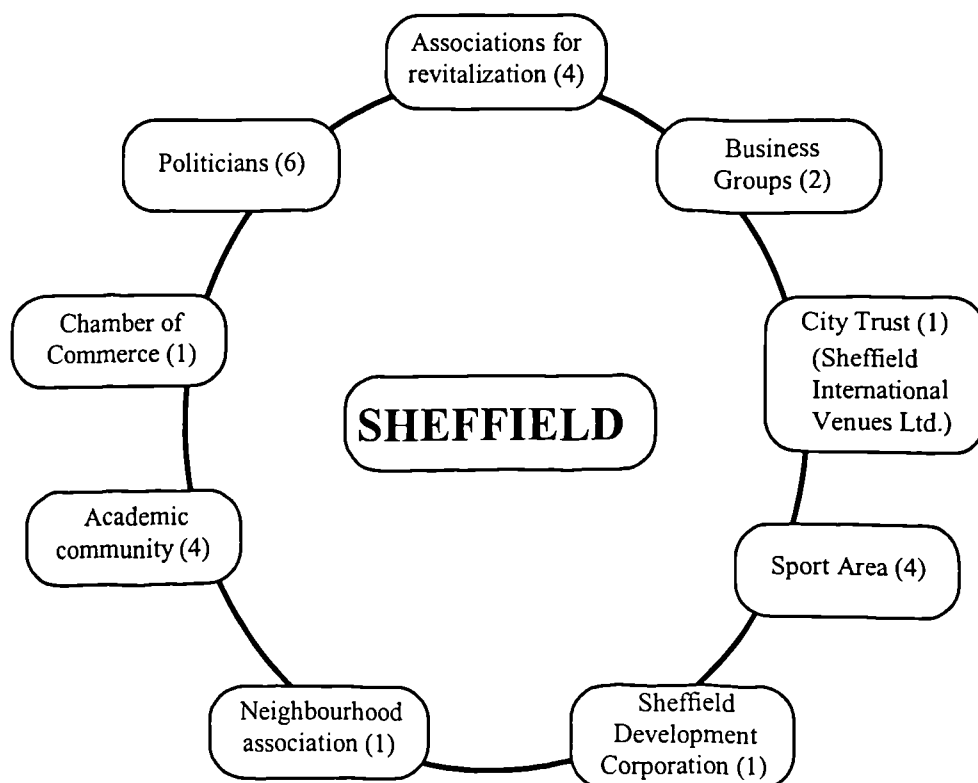 Associations for
revitalization (4)
Politicians (6)
Business
Groups (2)
Chamber of
Commerce (1)
City Trust (1)
(Sheffield
International
Venues Ltd.)
SHEFFIELD
Academic
community (4)
Sport Area (4)
Neighbourhood
association (1)
Sheffield
Development
Corporation (1)